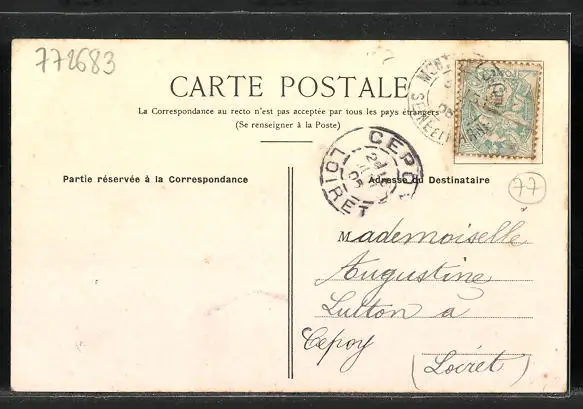 772683
CARTE POSTALE
La Correspondance au recto n'est pas acceptée par tous les pays étrangers
(Se renseigner à la Poste)
Partie réservée à la Correspondance
Adresse du Destinataire
CEPOY
LOIRET
77
Mademoiselle
Augustine
Lutton à
Cepoy
(Loiret)